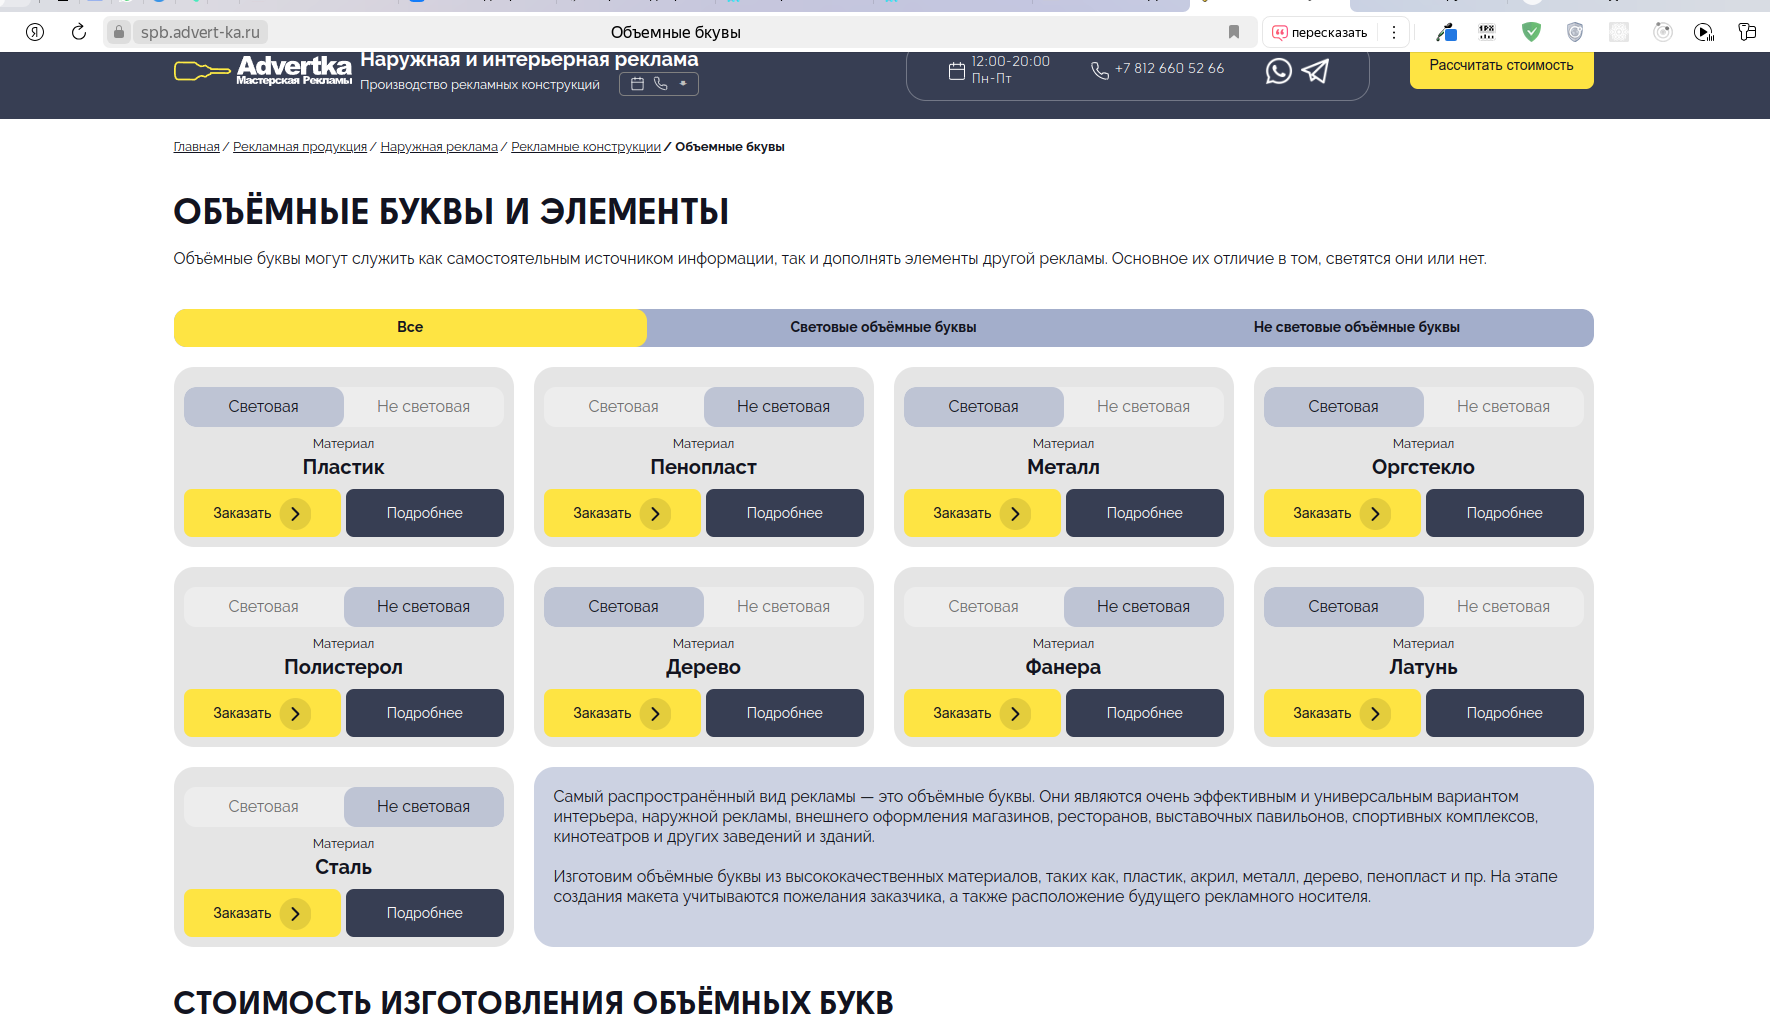 spb.advert-ka.ru
Объемные бкувы
пересказать
Advertka
Мастерская Рекламы
Наружная и интерьерная реклама
Производство рекламных конструкций
12:00-20:00
Пн-Пт
+7 812 660 52 66
Рассчитать стоимость
Главная / Рекламная продукция / Наружная реклама / Рекламные конструкции / Объемные бкувы
ОБЪЁМНЫЕ БУКВЫ И ЭЛЕМЕНТЫ
Объёмные буквы могут служить как самостоятельным источником информации, так и дополнять элементы другой рекламы. Основное их отличие в том, светятся они или нет.
Все Световые объёмные буквы Не световые объёмные буквы
Световая Не световая Световая Не световая Световая Не световая Световая Не световая
Материал Материал Материал Материал
Пластик Пенопласт Металл Оргстекло
Заказать Подробнее Заказать Подробнее Заказать Подробнее Заказать Подробнее
Световая Не световая Световая Не световая Световая Не световая Световая Не световая
Материал Материал Материал Материал
Полистерол Дерево Фанера Латунь
Заказать Подробнее Заказать Подробнее Заказать Подробнее Заказать Подробнее
Световая Не световая
Материал
Сталь
Заказать Подробнее
Самый распространённый вид рекламы — это объёмные буквы. Они являются очень эффективным и универсальным вариантом
интерьера, наружной рекламы, внешнего оформления магазинов, ресторанов, выставочных павильонов, спортивных комплексов,
кинотеатров и других заведений и зданий.
Изготовим объёмные буквы из высококачественных материалов, таких как, пластик, акрил, металл, дерево, пенопласт и пр. На этапе
создания макета учитываются пожелания заказчика, а также расположение будущего рекламного носителя.
СТОИМОСТЬ ИЗГОТОВЛЕНИЯ ОБЪЁМНЫХ БУКВ